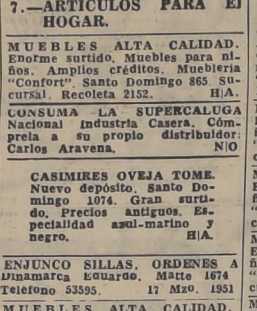 7.—ARTICULOS PARA EL
HOGAR.
MUEBLES ALTA CALIDAD.
Enorme surtido. Muebles para ni-
ños. Amplios créditos. Mueblería
"Confort". Santo Domingo 865. Su-
cursal, Recoleta 2152. H|A.
CONSUMA LA SUPERCALUGA
Nacional Industria Casera. Cóm-
prela a su propio distribuidor:
Carlos Aravena. N|O
CASIMIRES OVEJA TOME.
Nuevo depósito. Santo Do-
mingo 1074. Gran surti-
do. Precios antiguos. Es-
pecialidad azul-marino y
negro. H|A.
ENJUNCO SILLAS. ORDENES A
Dinamarca Eduardo. Matte 1674
Teléfono 53595. 17 Mzo. 1951
MUEBLES ALTA CALIDAD.